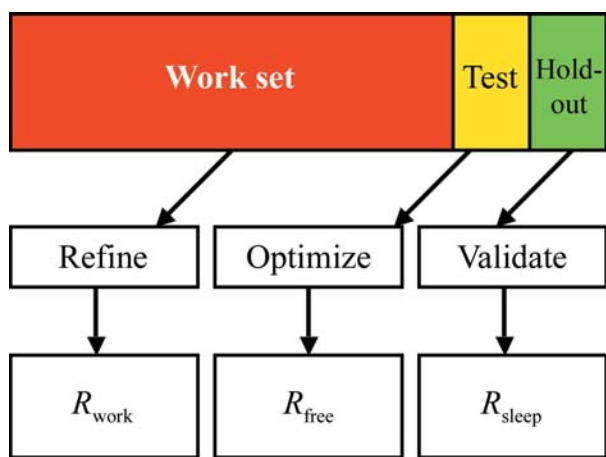 Work set
Test
Hold-
out
Refine
Optimize
Validate
Rwork
Rfree
Rsleep